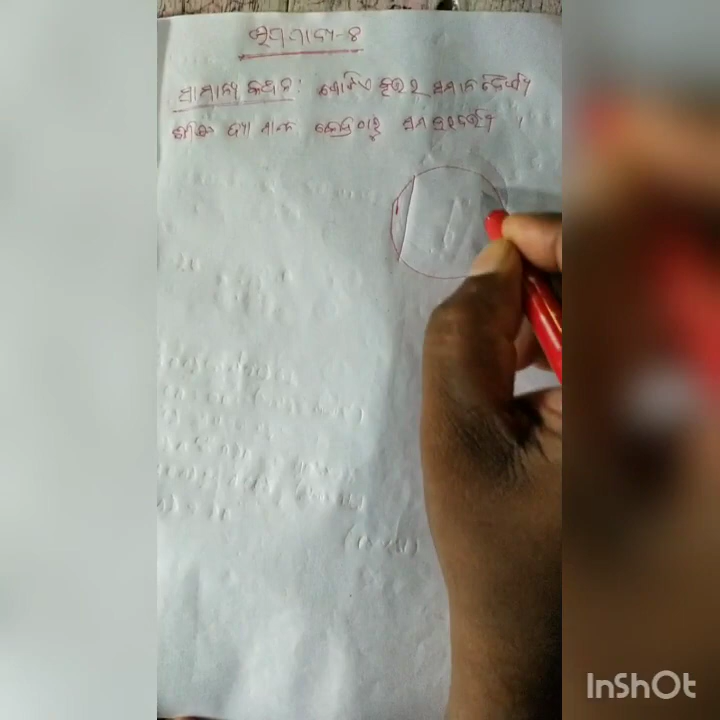 ଉପପାଦ୍ୟ-୪
ସାମାନ୍ୟ କଥନ: ଗୋଟିଏ ବୃତ୍ତର ସମାନ ଦୈର୍ଘ୍ୟ
ବିଶିଷ୍ଟ ଜ୍ୟା ମାନ କେନ୍ଦ୍ରଠାରୁ ସମଦୂରବର୍ତ୍ତୀ ।
InShOt